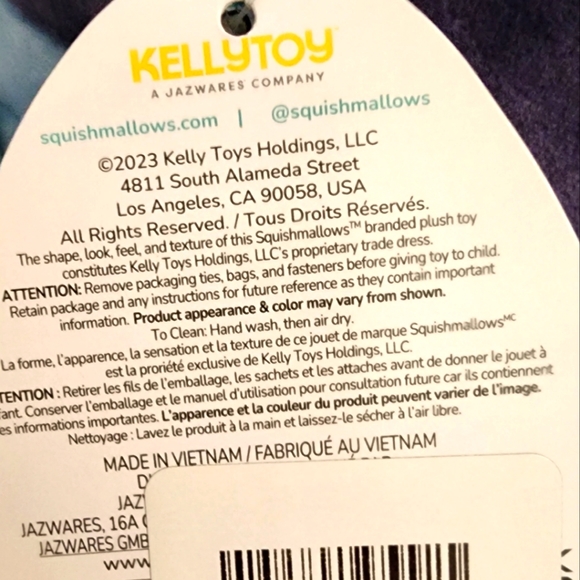 KELLYTOY
A JAZWARES COMPANY
squishmallows.com | @squishmallows
©2023 Kelly Toys Holdings, LLC
4811 South Alameda Street
Los Angeles, CA 90058, USA
All Rights Reserved. / Tous Droits Réservés.
The shape, look, feel, and texture of this Squishmallows™ branded plush toy
constitutes Kelly Toys Holdings, LLC's proprietary trade dress.
ATTENTION: Remove packaging ties, bags, and fasteners before giving toy to child.
Retain package and any instructions for future reference as they contain important
information. Product appearance & color may vary from shown.
To Clean: Hand wash, then air dry.
La forme, l'apparence, la sensation et la texture de ce jouet de marque Squishmallowsᴹᶜ
est la propriété exclusive de Kelly Toys Holdings, LLC.
TENTION : Retirer les fils de l'emballage, les sachets et les attaches avant de donner le jouet à
fant. Conserver l'emballage et le manuel d'utilisation pour consultation future car ils contiennent
es informations importantes. L'apparence et la couleur du produit peuvent varier de l'image.
Nettoyage : Lavez le produit à la main et laissez-le sécher à l'air libre.
MADE IN VIETNAM / FABRIQUÉ AU VIETNAM
JAZ
JAZWARES, 16A
JAZWARES GMB
www